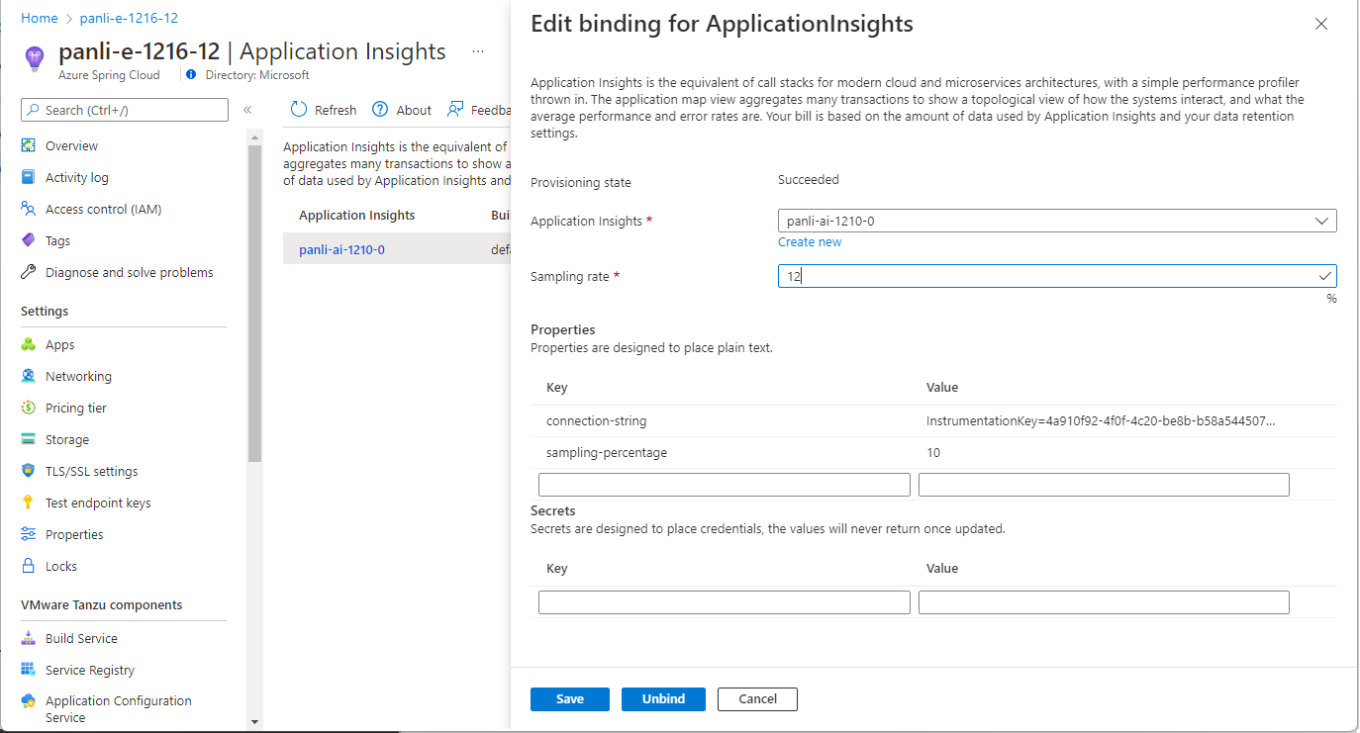 Home > panli-e-1216-12
panli-e-1216-12 | Application Insights ...
Azure Spring Cloud
Directory: Microsoft
Search (Ctrl+/)
«
Overview
Activity log
Access control (IAM)
Tags
Diagnose and solve problems
Settings
Apps
Networking
Pricing tier
Storage
TLS/SSL settings
Test endpoint keys
Properties
Locks
VMware Tanzu components
Build Service
Service Registry
Application Configuration
Service
Refresh
About
Feedba
Application Insights is the equivalent of
aggregates many transactions to show a
of data used by Application Insights and
Application Insights
Bui
panli-ai-1210-0
defa
Edit binding for ApplicationInsights
Application Insights is the equivalent of call stacks for modern cloud and microservices architectures, with a simple performance profiler
thrown in. The application map view aggregates many transactions to show a topological view of how the systems interact, and what the
average performance and error rates are. Your bill is based on the amount of data used by Application Insights and your data retention
settings.
Provisioning state
Succeeded
Application Insights *
panli-ai-1210-0
Create new
Sampling rate *
12
%
Properties
Properties are designed to place plain text.
Key
Value
connection-string
InstrumentationKey=4a910f92-4f0f-4c20-be8b-b58a544507...
sampling-percentage
10
Secrets
Secrets are designed to place credentials, the values will never return once updated.
Key
Value
Save
Unbind
Cancel